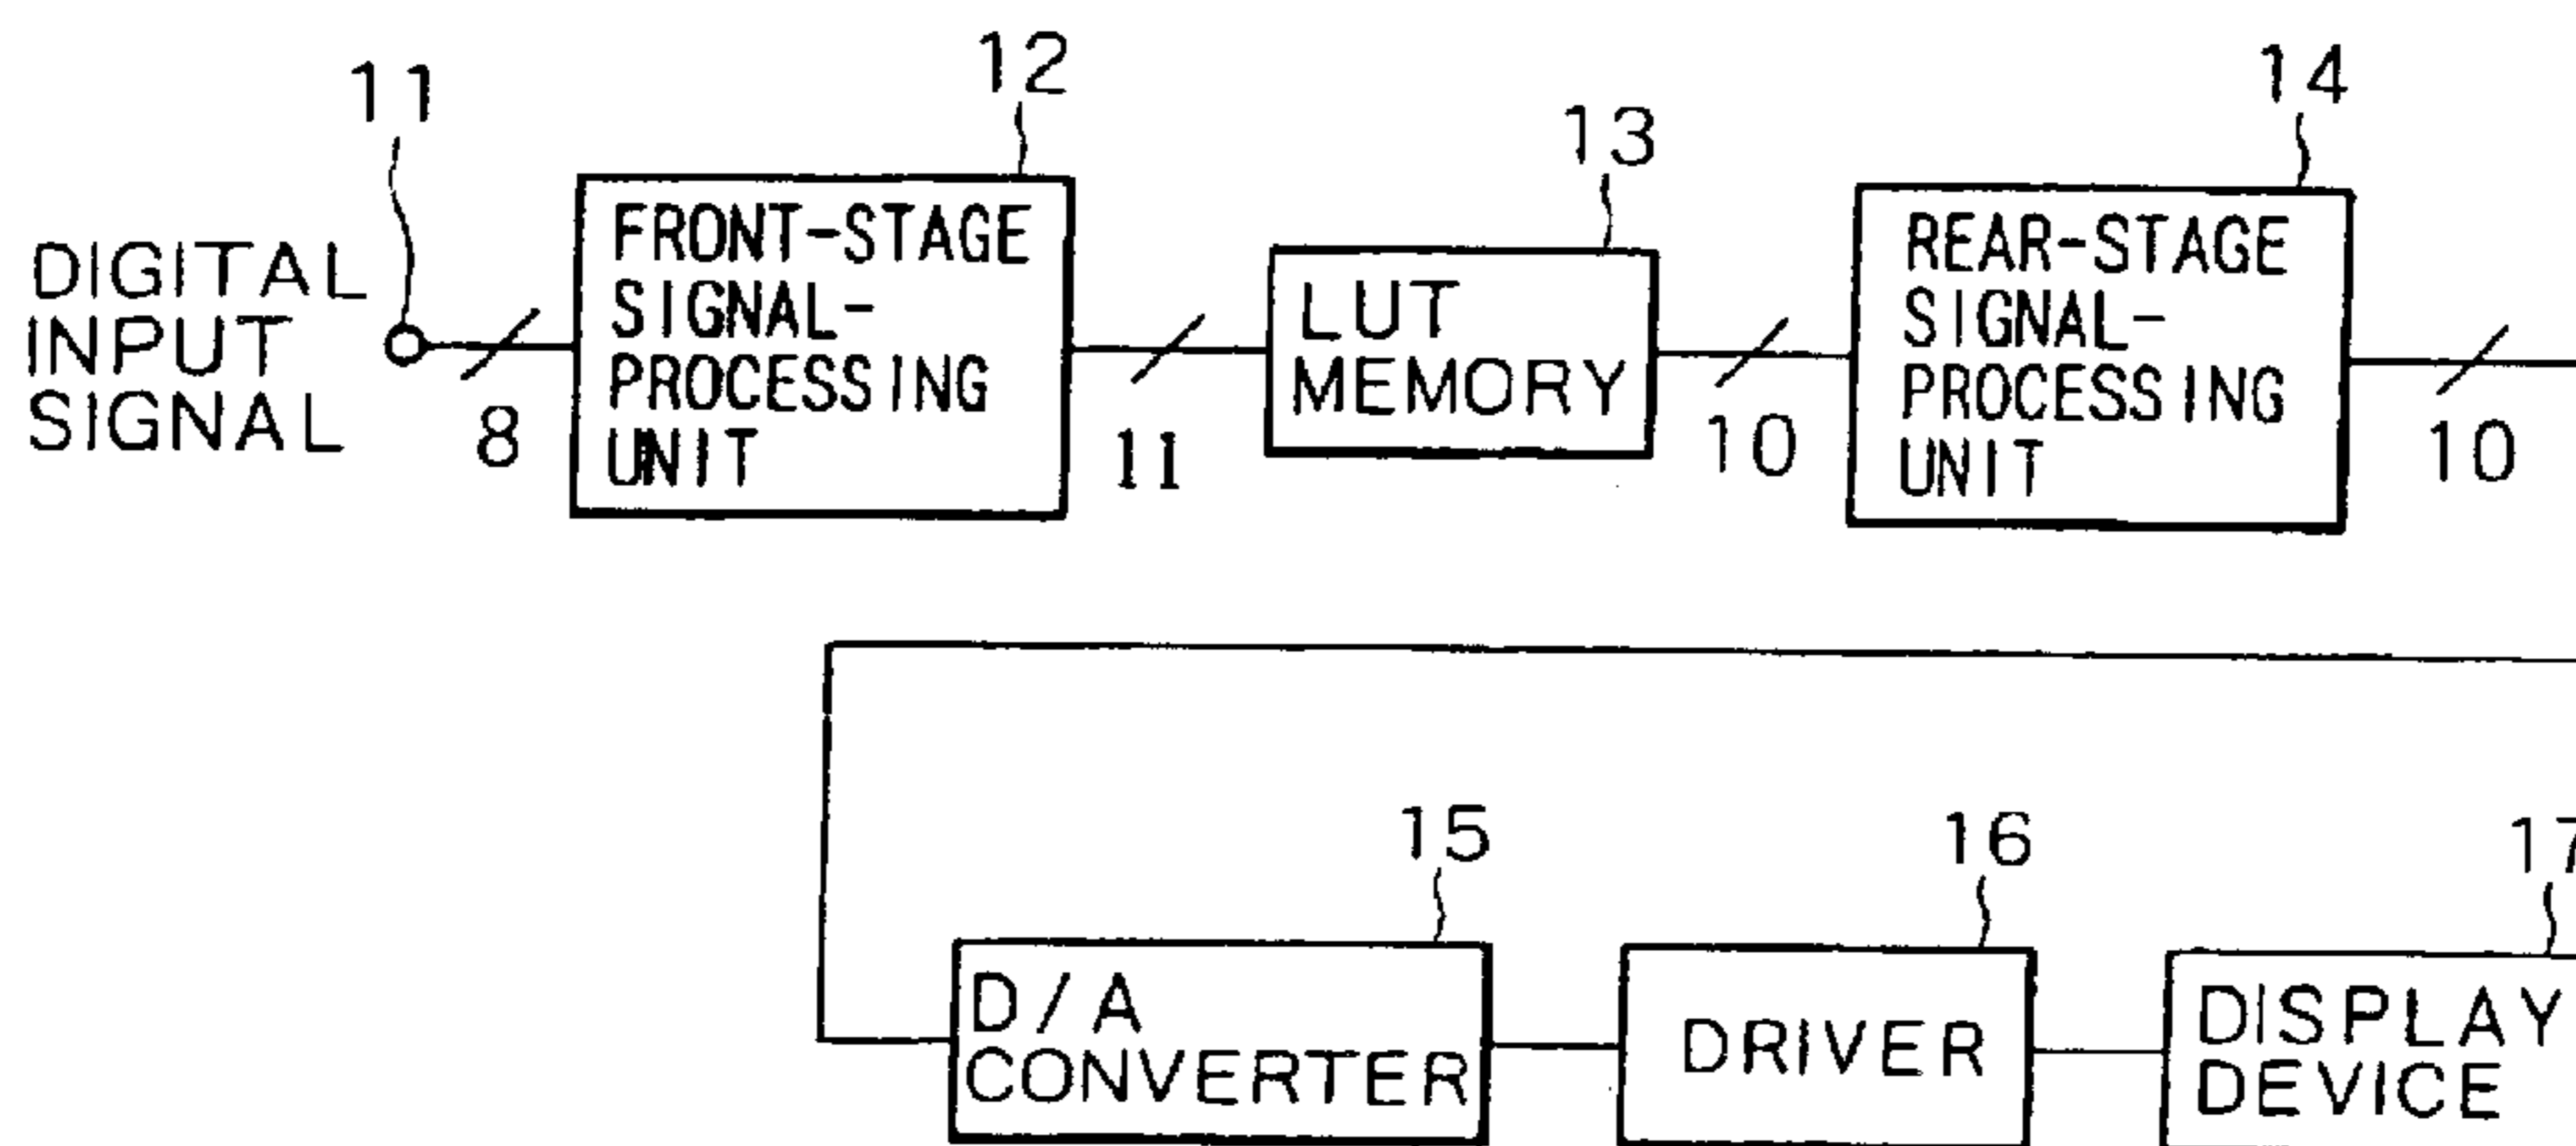 11
12
13
14
DIGITAL
INPUT
SIGNAL
8
FRONT-STAGE
SIGNAL-
PROCESSING
UNIT
11
LUT
MEMORY
10
REAR-STAGE
SIGNAL-
PROCESSING
UNIT
10
15
16
17
D/A
CONVERTER
DRIVER
DISPLAY
DEVICE